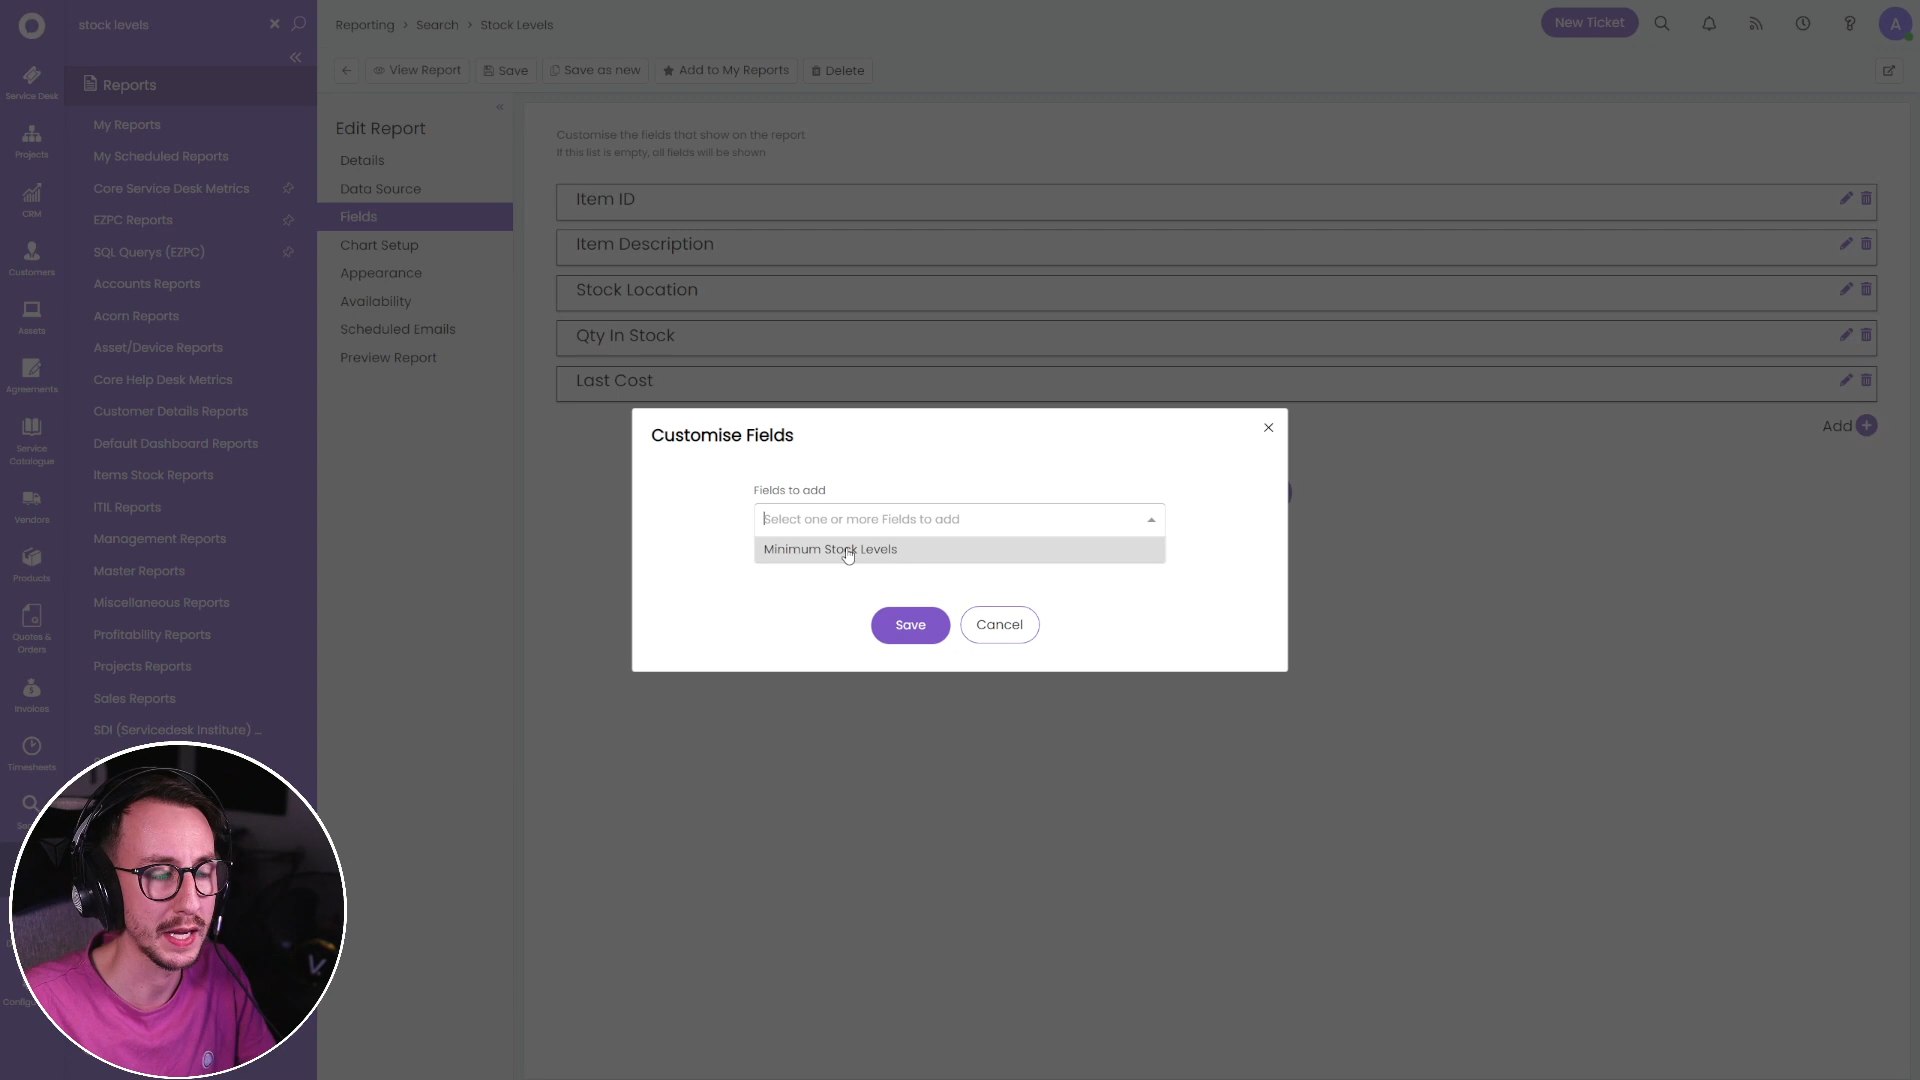 stock levels
Reporting > Search > Stock Levels
New Ticket
A
View Report
Save
Save as new
Add to My Reports
Delete
Service Desk
Projects
CRM
Customers
Assets
Agreements
Service
Catalogue
Vendors
Products
Quotes &
Orders
Invoices
Timesheets
Reports
My Reports
My Scheduled Reports
Core Service Desk Metrics
EZPC Reports
SQL Querys (EZPC)
Accounts Reports
Acorn Reports
Asset/Device Reports
Core Help Desk Metrics
Customer Details Reports
Default Dashboard Reports
Items Stock Reports
ITIL Reports
Management Reports
Master Reports
Miscellaneous Reports
Profitability Reports
Projects Reports
Sales Reports
SDI (Servicedesk Institute) ...
Edit Report
Details
Data Source
Fields
Chart Setup
Appearance
Availability
Scheduled Emails
Preview Report
Customise the fields that show on the report
If this list is empty, all fields will be shown
Item ID
Item Description
Stock Location
Qty In Stock
Last Cost
Add
Customise Fields
Fields to add
Select one or more Fields to add
Minimum Stock Levels
Save
Cancel